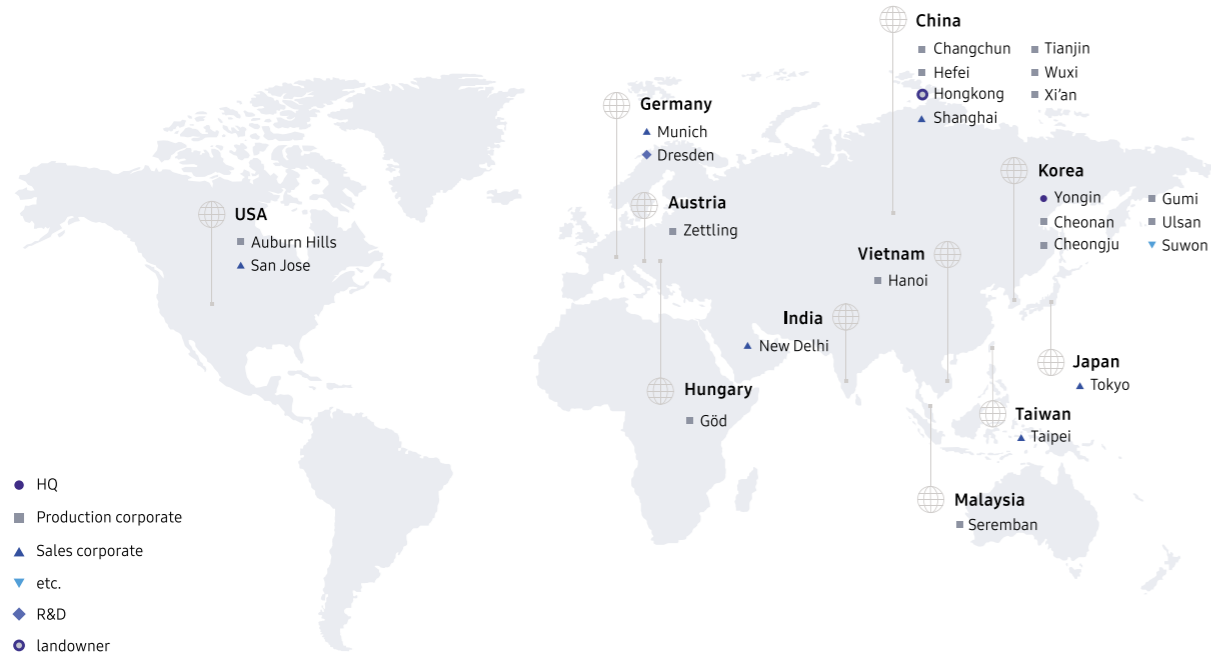 China
Changchun
Tianjin
Hefei
Wuxi
Hongkong
Xi'an
Shanghai
Germany
Munich
Dresden
Korea
Yongin
Gumi
Cheonan
Ulsan
Cheongju
Suwon
Austria
Zettling
USA
Auburn Hills
San Jose
Vietnam
Hanoi
India
New Delhi
Japan
Tokyo
Hungary
Göd
Taiwan
Taipei
Malaysia
Seremban
HQ
Production corporate
Sales corporate
etc.
R&D
landowner